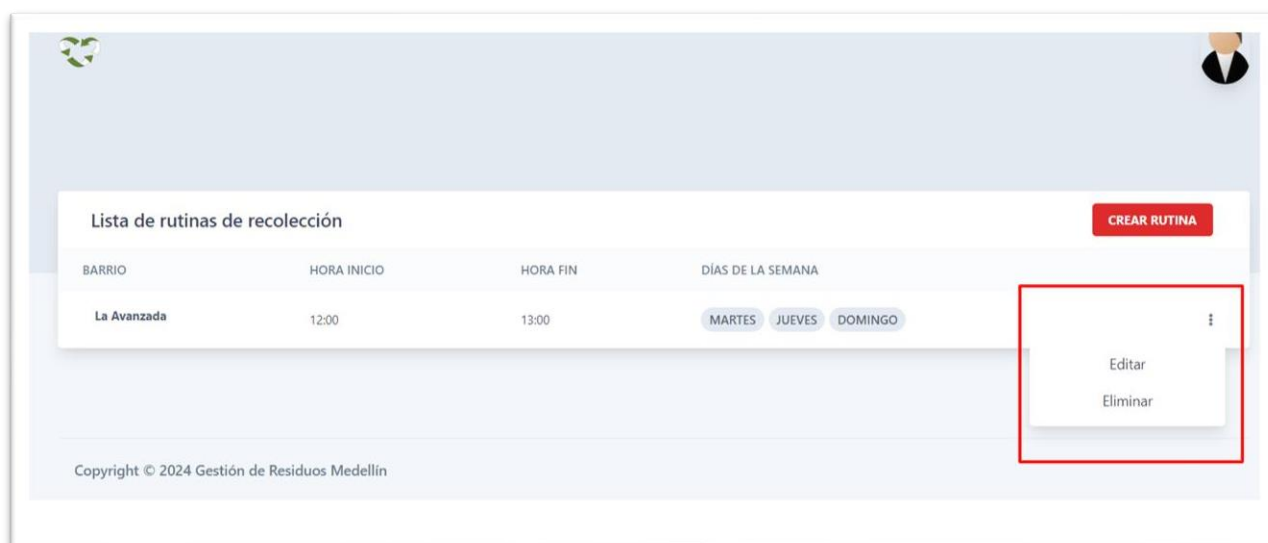 Lista de rutinas de recolección
CREAR RUTINA
BARRIO HORA INICIO HORA FIN DÍAS DE LA SEMANA
La Avanzada 12:00 13:00 MARTES JUEVES DOMINGO
Editar
Eliminar
Copyright © 2024 Gestión de Residuos Medellín